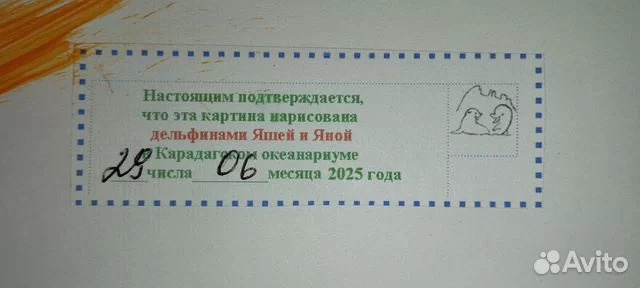 Настоящим подтверждается,
что эта картина нарисована
дельфинами Яшей и Яной
Карадагском океанариуме
29 числа 06 месяца 2025 года
Avito